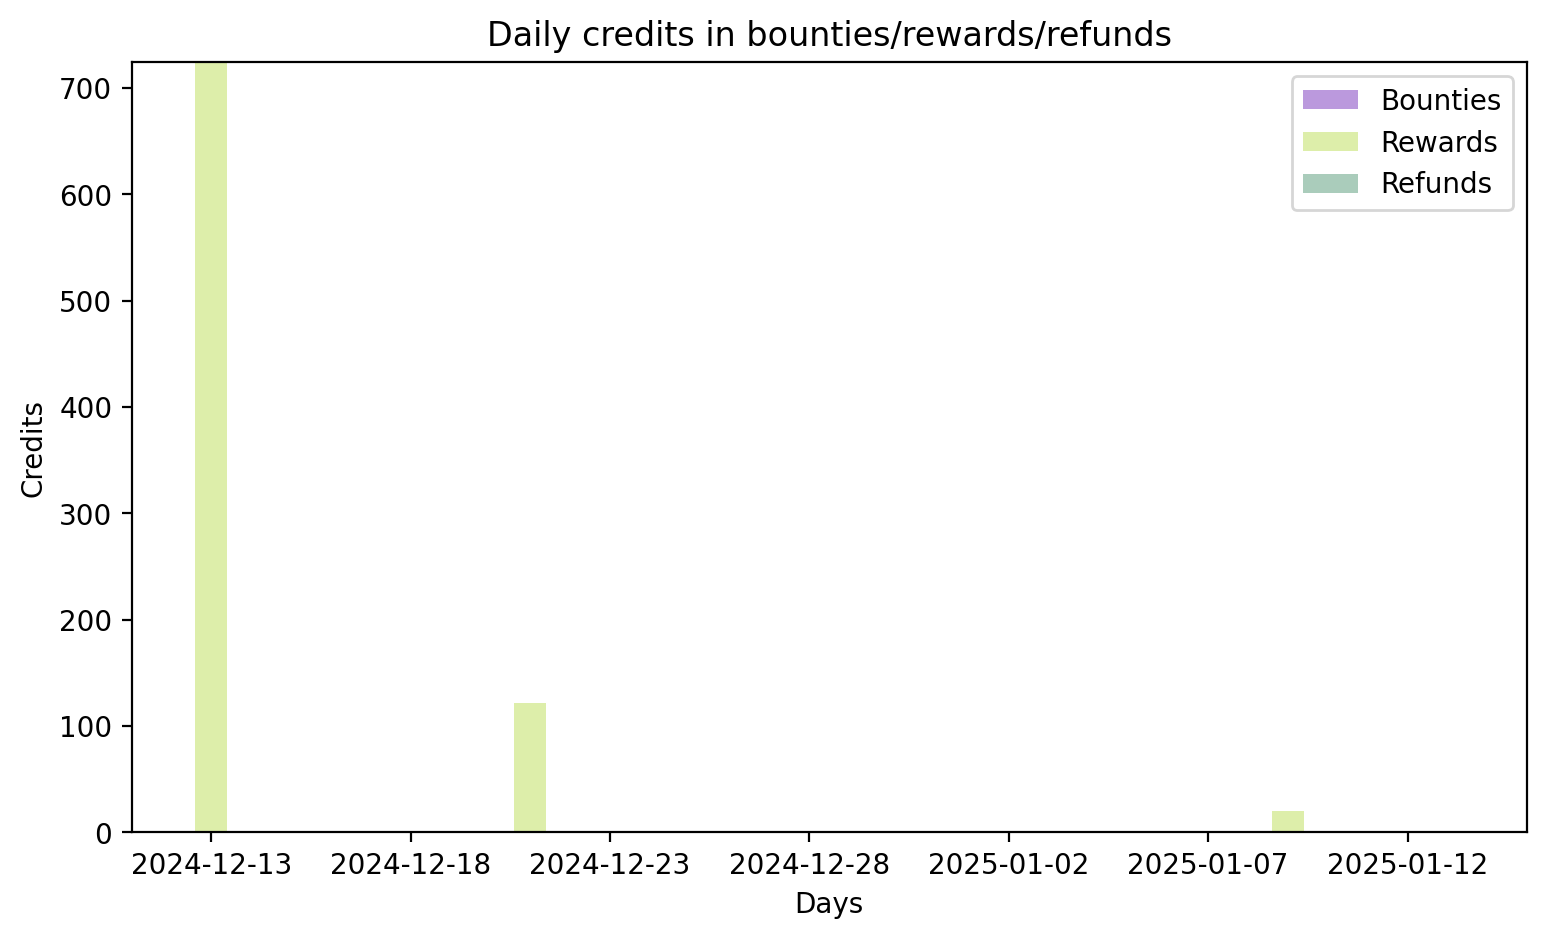 Daily credits in bounties/rewards/refunds
Bounties
Rewards
Refunds
700
600
500
400
300
200
100
0
Credits
2024-12-13
2024-12-18
2024-12-23
2024-12-28
2025-01-02
2025-01-07
2025-01-12
Days